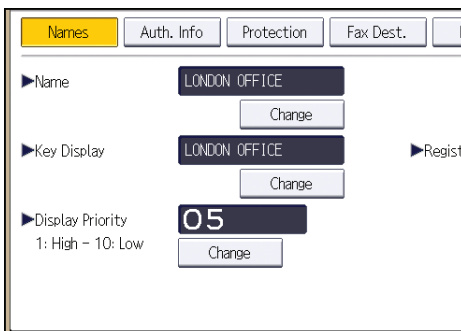 Names Auth. Info Protection Fax Dest.
►Name LONDON OFFICE
Change
►Key Display LONDON OFFICE ►Regist
Change
►Display Priority 05
1: High - 10: Low Change